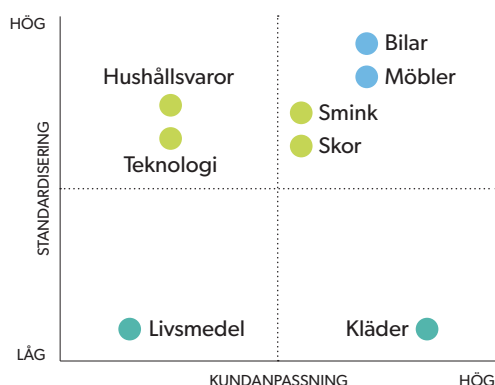 HÖG
Bilar
Hushållsvaror
Möbler
Smink
Skor
Teknologi
STANDARDISERING
Livsmedel
Kläder
LÅG
KUNDANPASSNING
HÖG